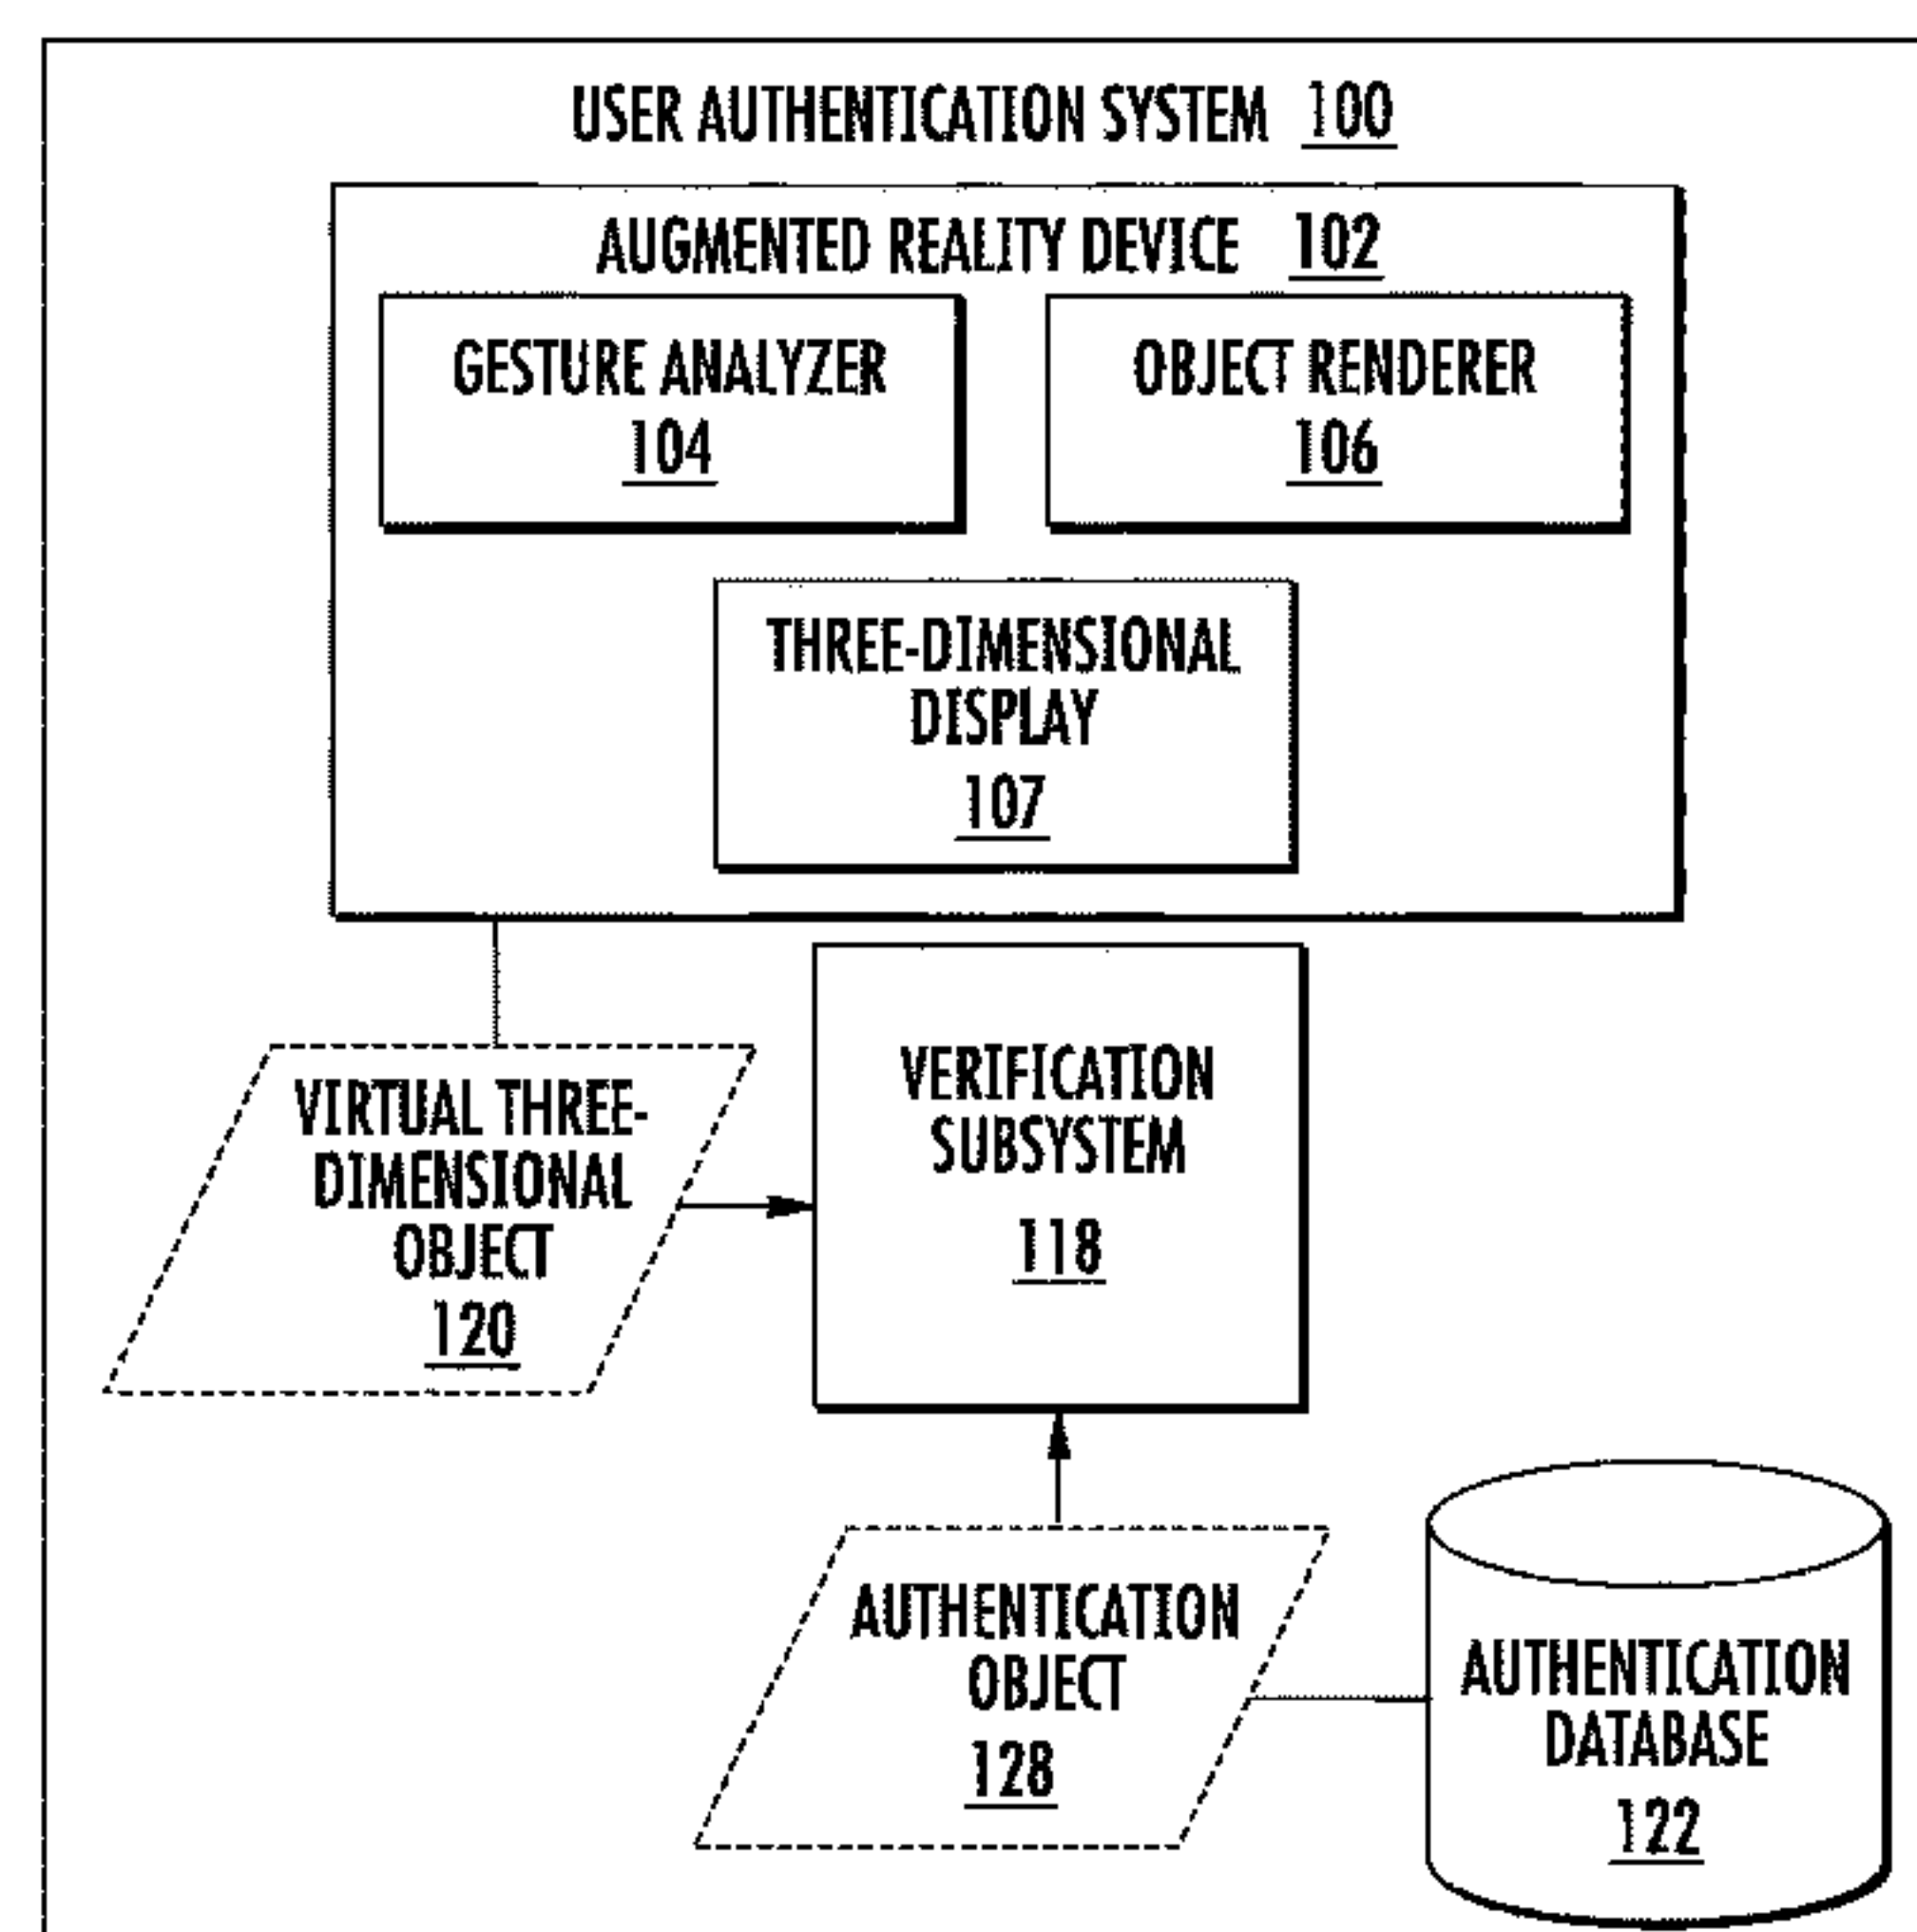 USER AUTHENTICATION SYSTEM 100
AUGMENTED REALITY DEVICE 102
GESTURE ANALYZER
104
OBJECT RENDERER
106
THREE-DIMENSIONAL
DISPLAY
107
VIRTUAL THREE-
DIMENSIONAL
OBJECT
120
VERIFICATION
SUBSYSTEM
118
AUTHENTICATION
OBJECT
128
AUTHENTICATION
DATABASE
122